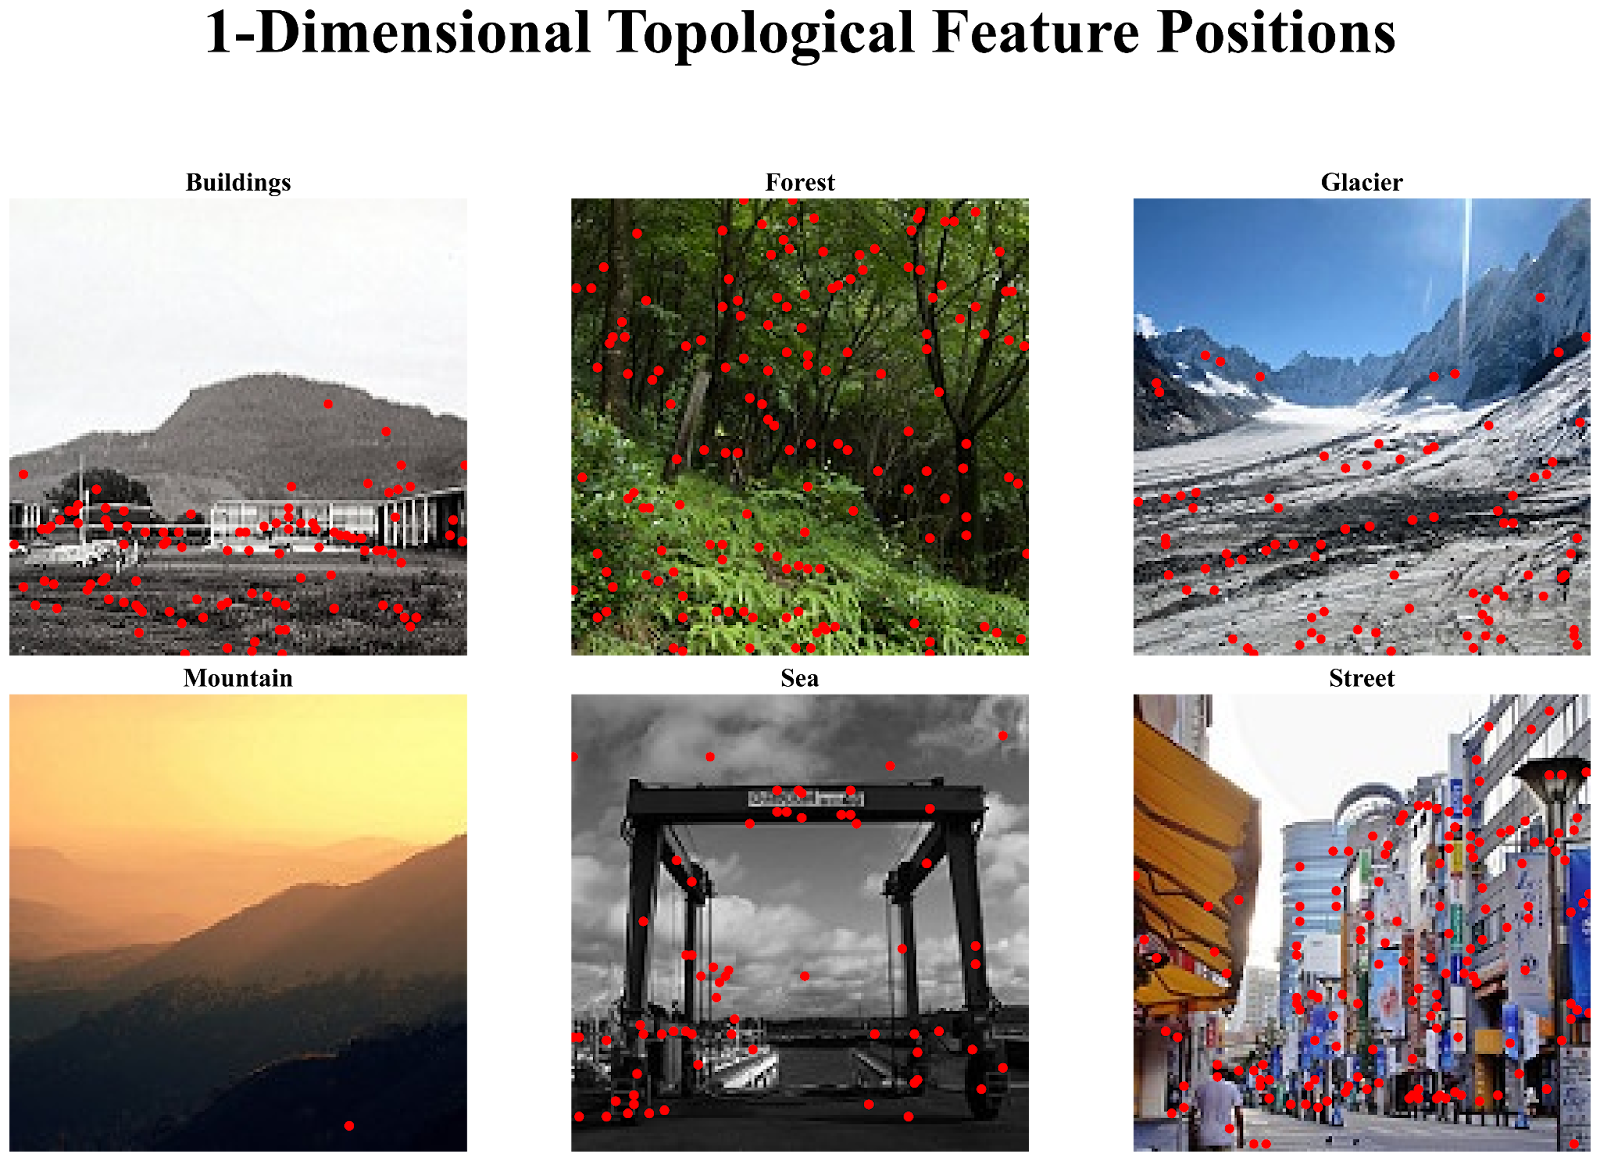 1-Dimensional Topological Feature Positions
Buildings
Forest
Glacier
Mountain
Sea
Street